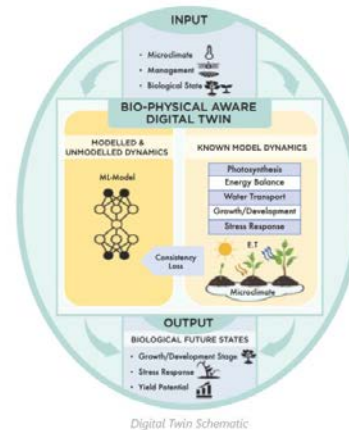 INPUT
• Microclimate
• Management
• Biological State
BIO-PHYSICAL AWARE
DIGITAL TWIN
MODELLED &
UNMODELLED DYNAMICS
ML-Model
KNOWN MODEL DYNAMICS
Photosynthesis
Energy Balance
Water Transport
Growth/Development
Stress Response
E.T
Microclimate
Consistency
Loss
OUTPUT
BIOLOGICAL FUTURE STATES
• Growth/Development Stage
• Stress Response
• Yield Potential
Digital Twin Schematic